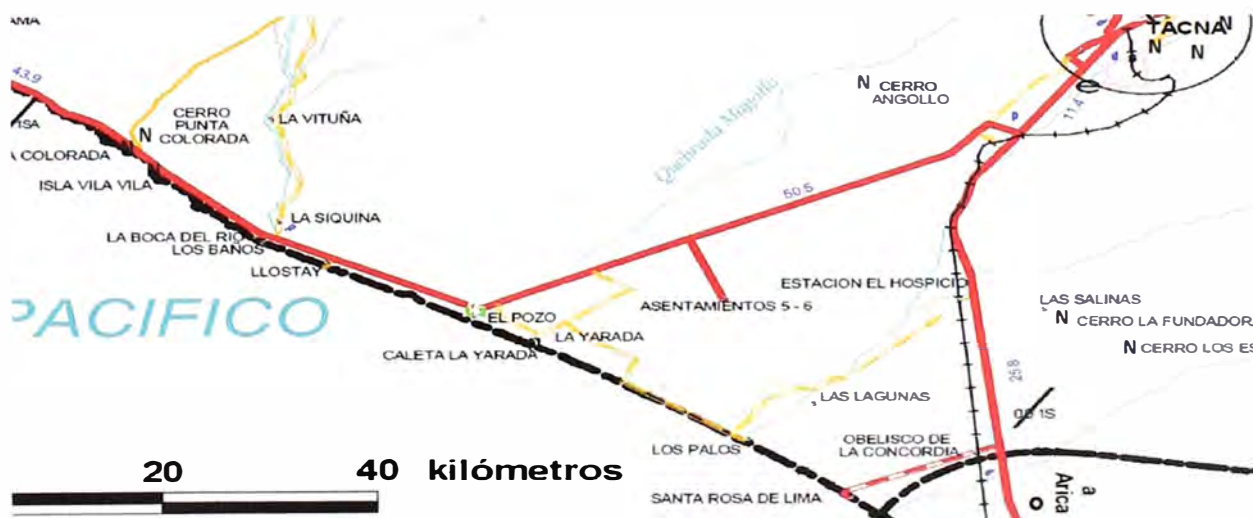 AMA
TACNA
N
N
N
43.9
N CERRO
ANGOLLO
CERRO
PUNTA
COLORADA
N
LA VITUÑA
11.4
A COLORADA
ISLA VILA VILA
50.5
LA SIQUINA
LA BOCA DEL RIO
LOS BAÑOS
LLOSTAY
ESTACION EL HOSPICIO
ASENTAMIENTOS 5 - 6
LAS SALINAS
N CERRO LA FUNDADOR
N CERRO LOS ES
PACIFICO
EL POZO
LA YARADA
CALETA LA YARADA
25.8
LAS LAGUNAS
LOS PALOS
OBELISCO DE
LA CONCORDIA
20 40 kilómetros
SANTA ROSA DE LIMA
a
Arica